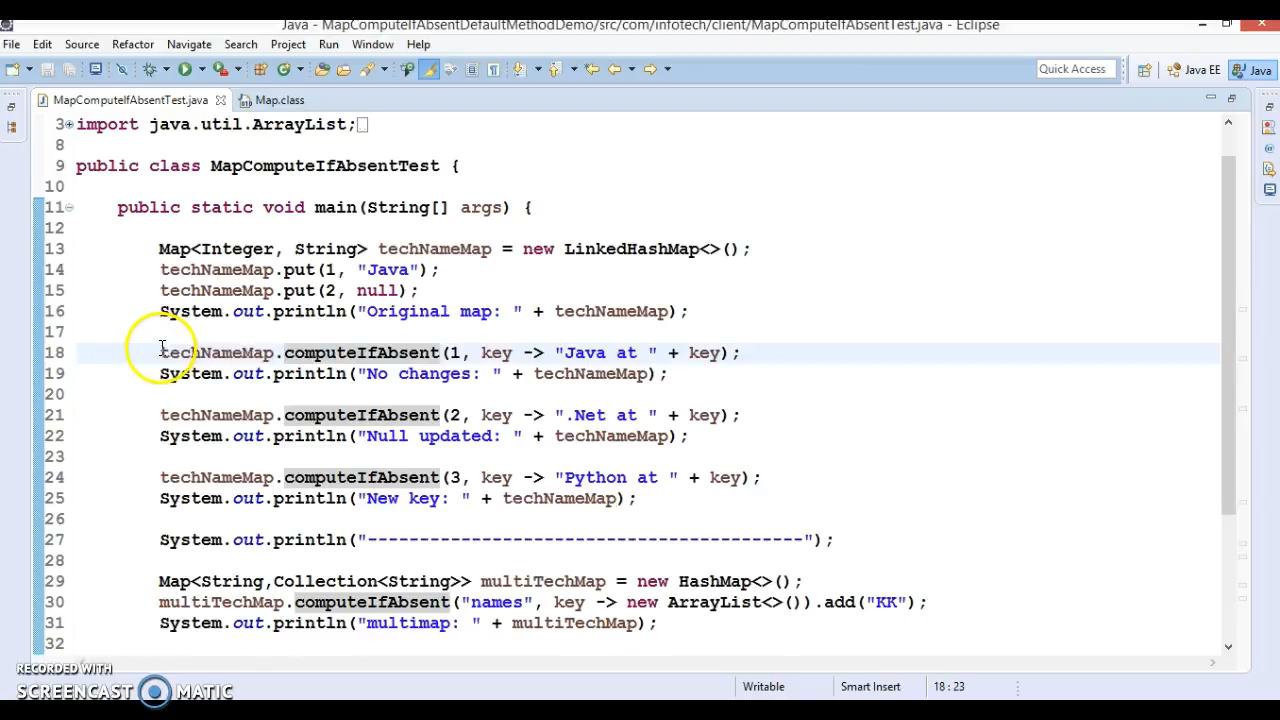 Java - MapComputeIfAbsentDefaultMethodDemo/src/com/infotech/client/MapComputeIfAbsentTest.java - Eclipse
File Edit Source Refactor Navigate Search Project Run Window Help
Quick Access Java EE Java
MapComputeIfAbsentTest.java Map.class
3 import java.util.ArrayList;
8
9 public class MapComputeIfAbsentTest {
10
11 public static void main(String[] args) {
12
13 Map<Integer, String> techNameMap = new LinkedHashMap<>();
14 techNameMap.put(1, "Java");
15 techNameMap.put(2, null);
16 System.out.println("Original map: " + techNameMap);
17
18 techNameMap.computeIfAbsent(1, key -> "Java at " + key);
19 System.out.println("No changes: " + techNameMap);
20
21 techNameMap.computeIfAbsent(2, key -> ".Net at " + key);
22 System.out.println("Null updated: " + techNameMap);
23
24 techNameMap.computeIfAbsent(3, key -> "Python at " + key);
25 System.out.println("New key: " + techNameMap);
26
27 System.out.println("------------------------------------------");
28
29 Map<String,Collection<String>> multiTechMap = new HashMap<>();
30 multiTechMap.computeIfAbsent("names", key -> new ArrayList<>()).add("KK");
31 System.out.println("multimap: " + multiTechMap);
32
RECORDED WITH
SCREENCAST MATIC
Writable Smart Insert 18 : 23